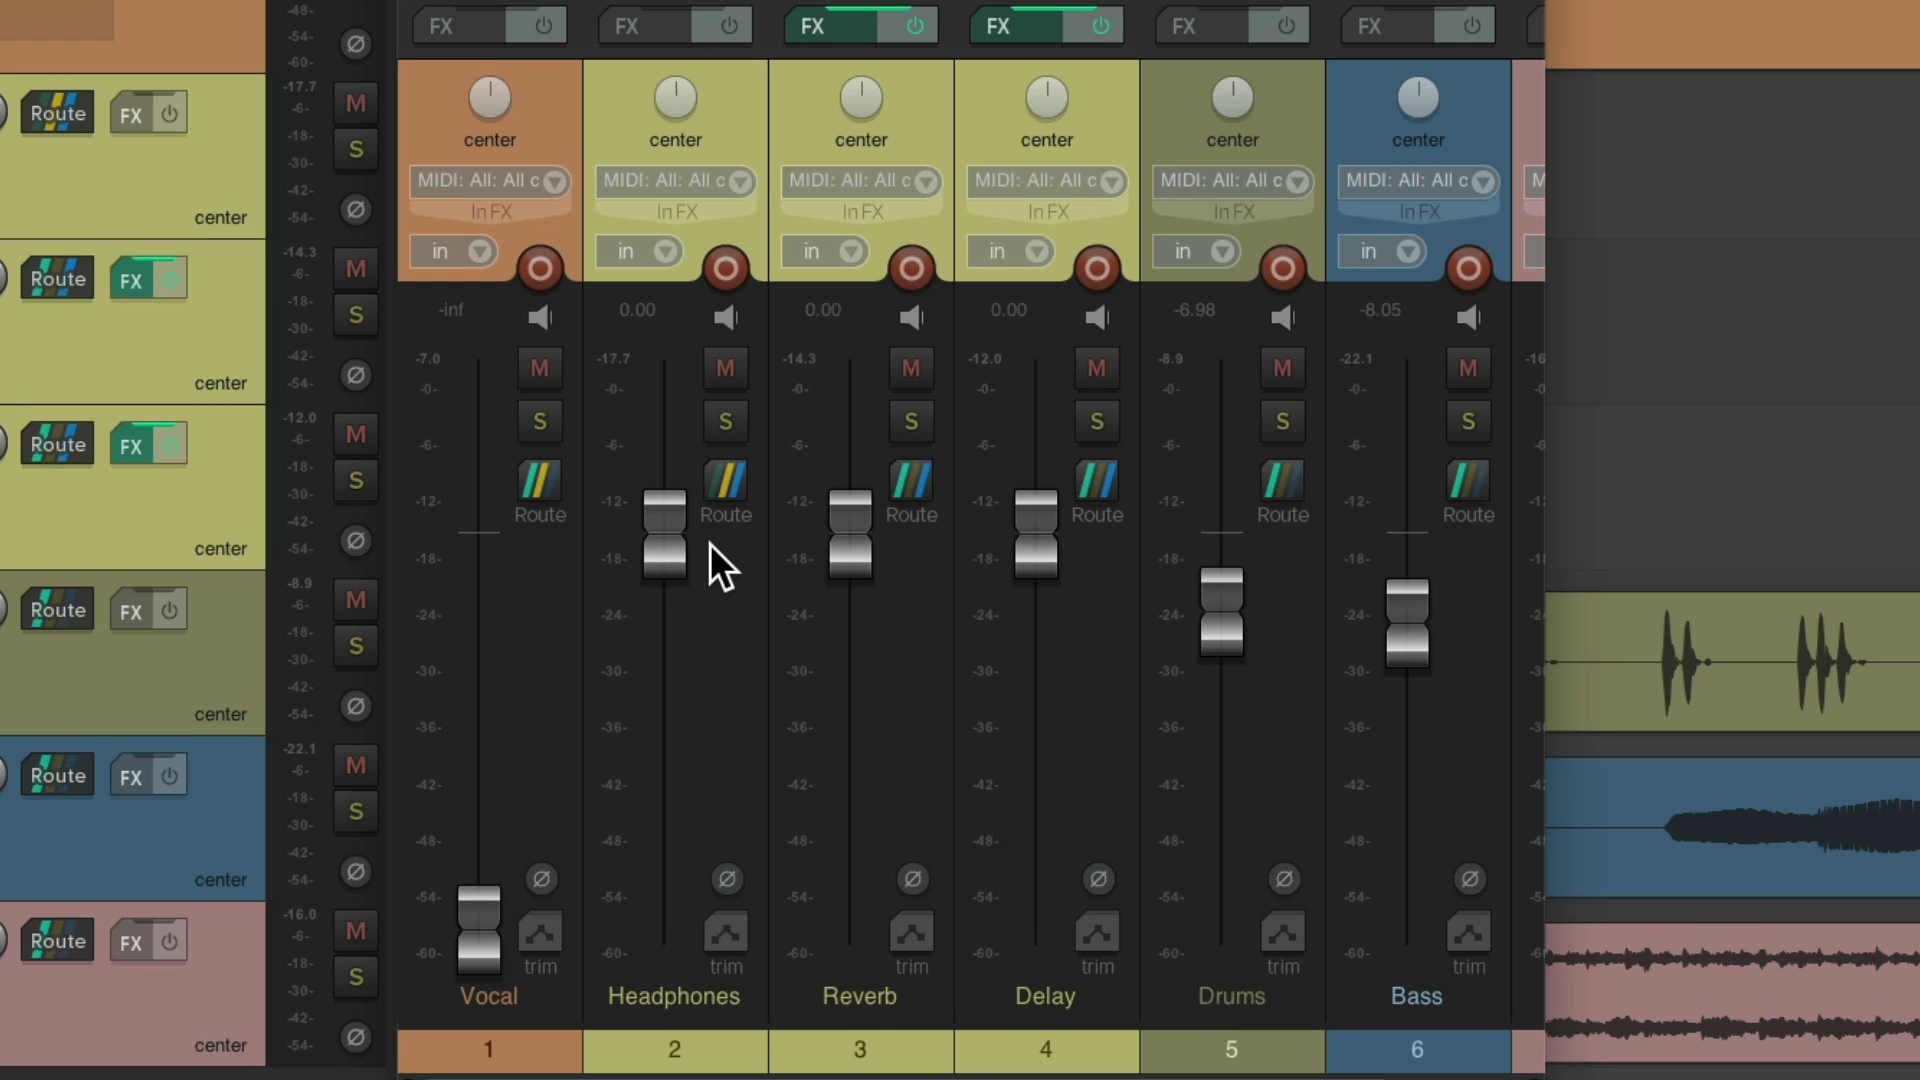 FX FX FX FX FX FX
center center center center center center
MIDI: All: All c MIDI: All: All c MIDI: All: All c MIDI: All: All c MIDI: All: All c MIDI: All: All c M
In FX In FX In FX In FX In FX In FX
in in in in in in
-inf 0.00 0.00 0.00 -6.98 -8.05
-7.0 -17.7 -14.3 -12.0 -8.9 -22.1 -16
M M M M M M
-0- -0- -0- -0- -0- -0-
S S S S S S
-6- -6- -6- -6- -6- -6-
-12- -12- -12- -12- -12- -12-
Route Route Route Route Route Route
-18- -18- -18- -18- -18- -18-
-24- -24- -24- -24- -24- -24-
-30- -30- -30- -30- -30- -30-
-36- -36- -36- -36- -36- -36-
-42- -42- -42- -42- -42- -42-
-48- -48- -48- -48- -48- -48-
Ø Ø Ø Ø Ø Ø
-54- -54- -54- -54- -54- -54-
-60- -60- -60- -60- -60- -60-
trim trim trim trim trim trim
Vocal Headphones Reverb Delay Drums Bass
1 2 3 4 5 6
-48-
-54- Ø
-60-
Route FX -17.7 M
-6-
-18- S
-30-
-42-
center -54- Ø
Route FX -14.3 M
-6-
-18- S
-30-
-42-
center -54- Ø
Route FX -12.0 M
-6-
-18- S
-30-
-42-
center -54- Ø
Route FX -8.9 M
-6-
-18- S
-30-
-42-
center -54- Ø
Route FX -22.1 M
-6-
-18- S
-30-
-42-
center -54- Ø
Route FX -16.0 M
-6-
-18- S
-30-
-42-
center -54- Ø